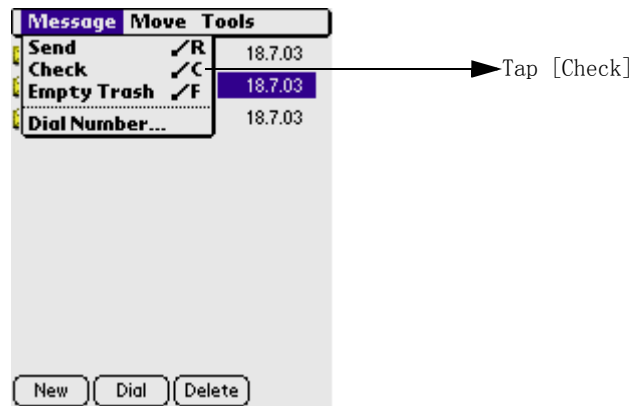 Message Move Tools
Send /R 18.7.03
Check /C Tap [Check]
Empty Trash /F 18.7.03
Dial Number... 18.7.03
New Dial Delete